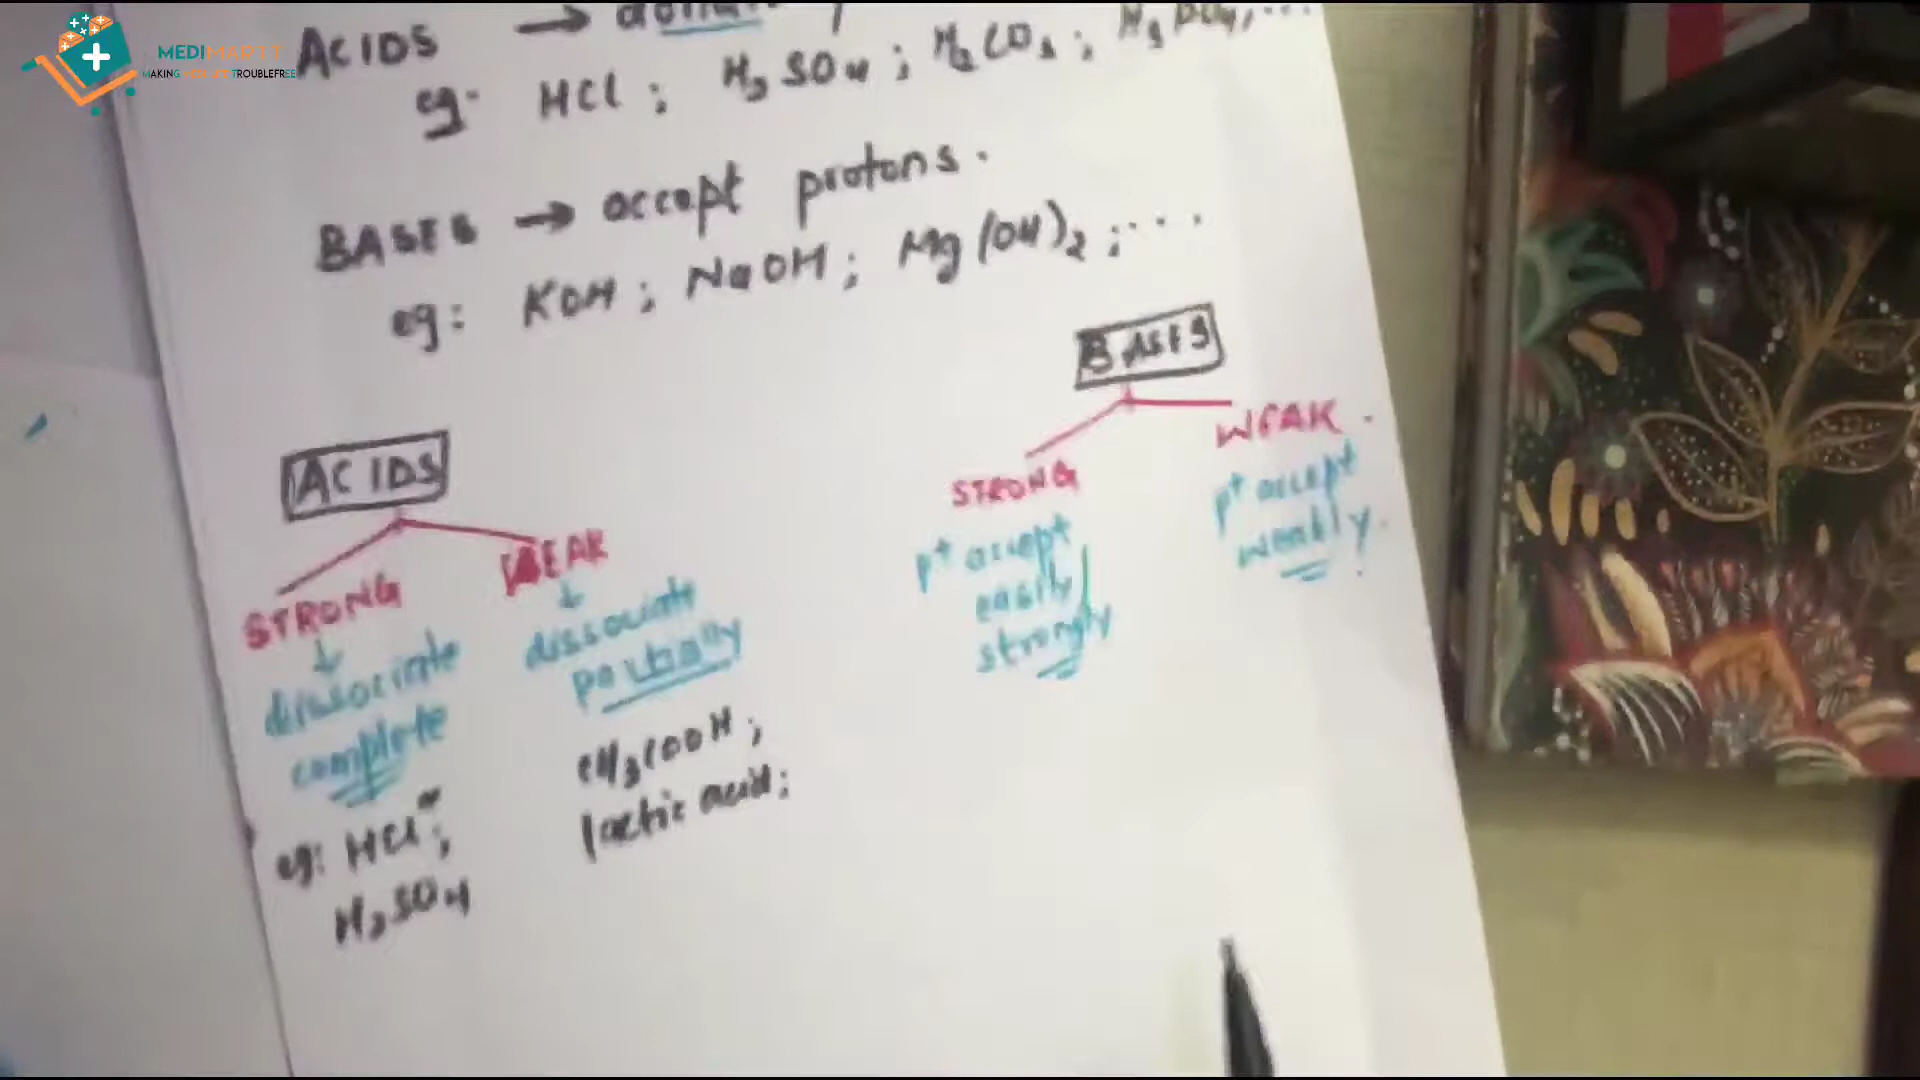 MEDIMARTT
ACIDS →
eg: HCl ; H2SO4 ; H2CO3 ; H3PO4, ...
BASES → accept protons.
eg: KOH ; NaOH ; Mg(OH)2 ; ....
BASES
STRONG WEAK.
p+ accept easily/ strongly
p+ accept weakly.
ACIDS
STRONG WEAK
↓ dissociate complete
↓ dissociate partially
eg: HCl ;
H2SO4
CH3COOH ;
lactic acid ;